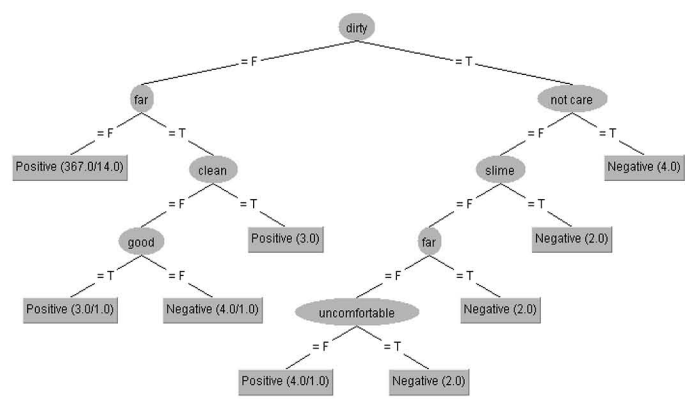 dirty
= F
= T
far
not care
= F
= T
= F
= T
Positive (367.0/14.0)
clean
slime
Negative (4.0)
= F
= T
= F
= T
good
Positive (3.0)
far
Negative (2.0)
= T
= F
= F
= T
Positive (3.0/1.0)
Negative (4.0/1.0)
uncomfortable
Negative (2.0)
= F
= T
Positive (4.0/1.0)
Negative (2.0)